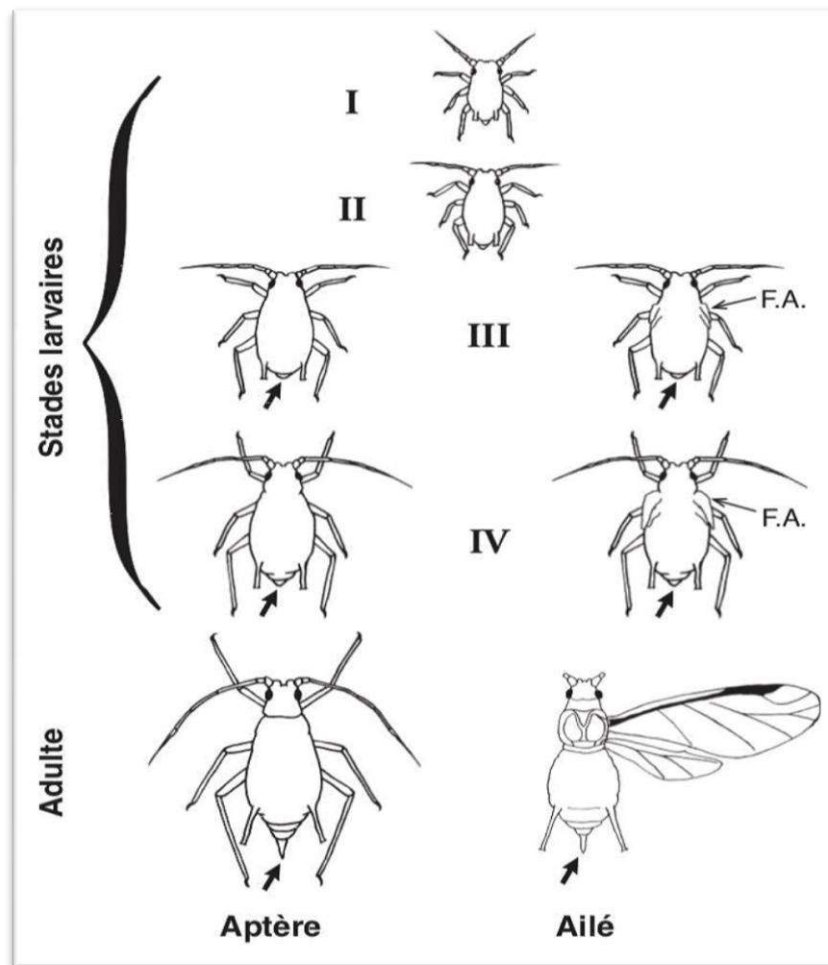 Stades larvaires
I
II
III
F.A.
IV
F.A.
Adulte
Aptère
Ailé